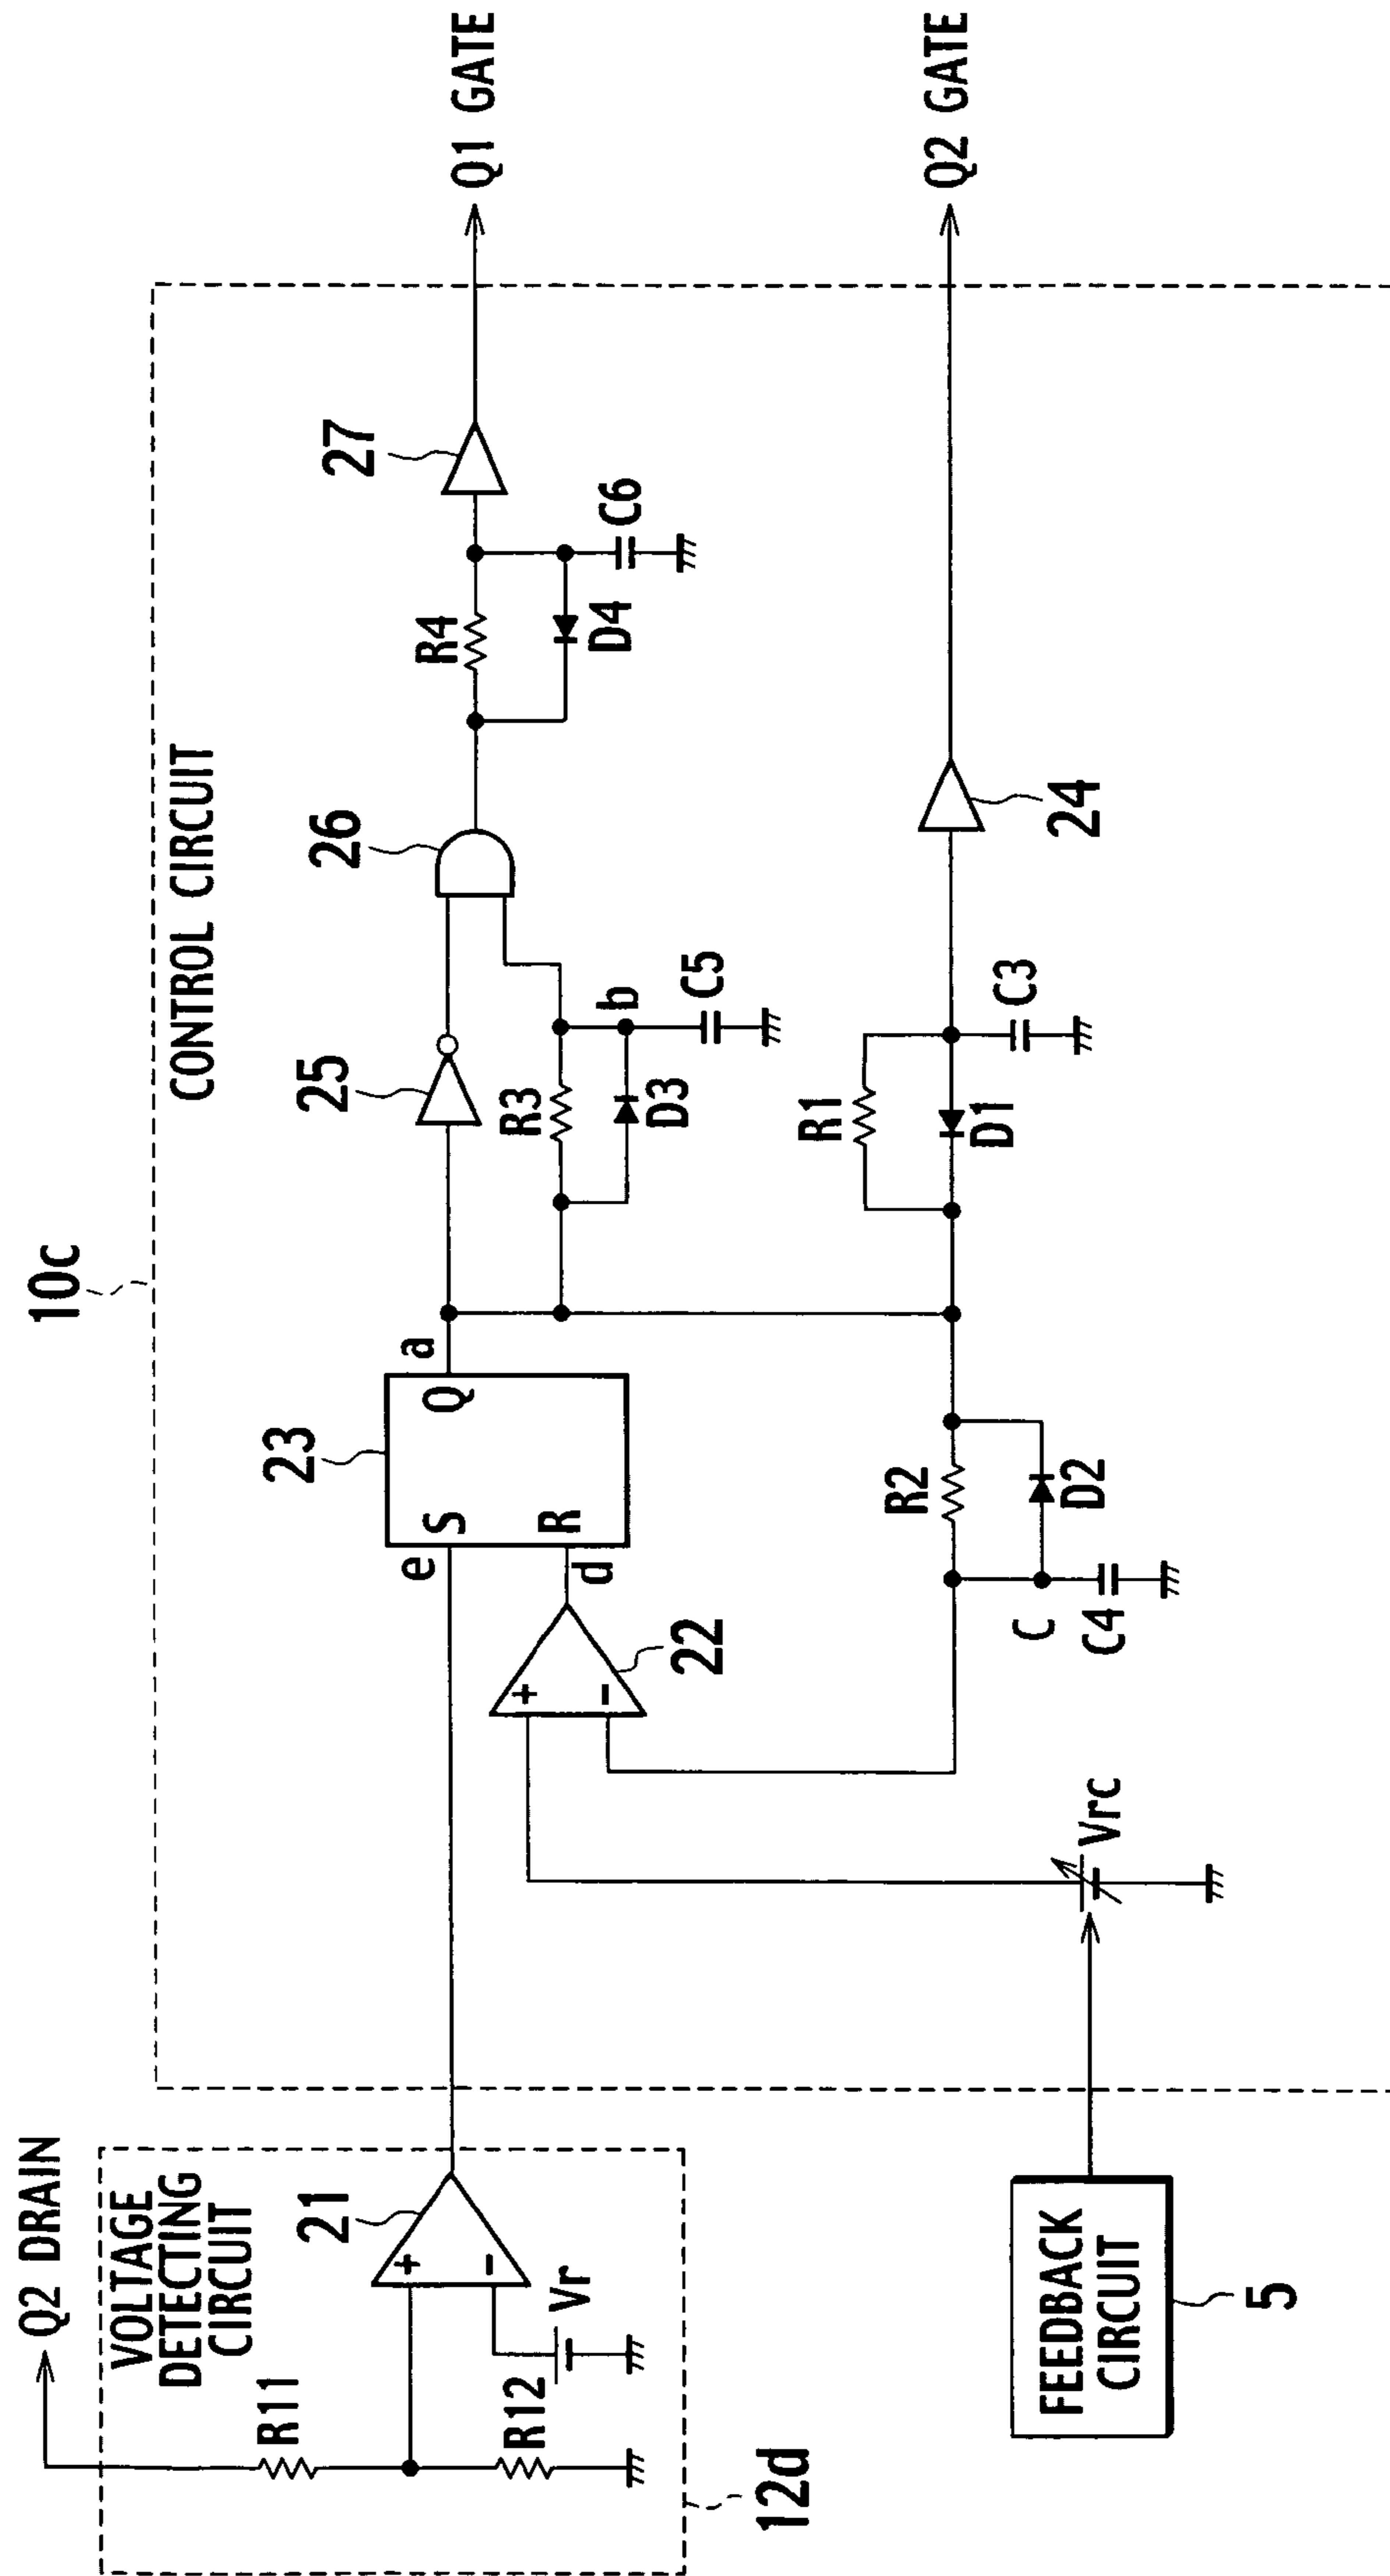 10c
Q2 DRAIN
VOLTAGE
DETECTING
CIRCUIT
R11
R12
21
+
−
Vr
12d
FEEDBACK
CIRCUIT
5
CONTROL CIRCUIT
Vrc
22
+
−
d
e
23
S
R
Q
a
R2
D2
C
C4
25
26
R3
D3
b
C5
R1
D1
C3
24
R4
D4
C6
27
Q1 GATE
Q2 GATE